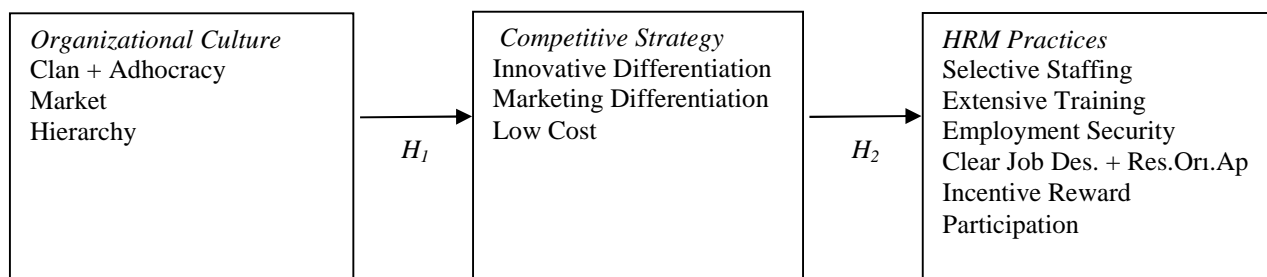 Organizational Culture
Clan + Adhocracy
Market
Hierarchy
H1
Competitive Strategy
Innovative Differentiation
Marketing Differentiation
Low Cost
H2
HRM Practices
Selective Staffing
Extensive Training
Employment Security
Clear Job Des. + Res.Orı.Ap
Incentive Reward
Participation